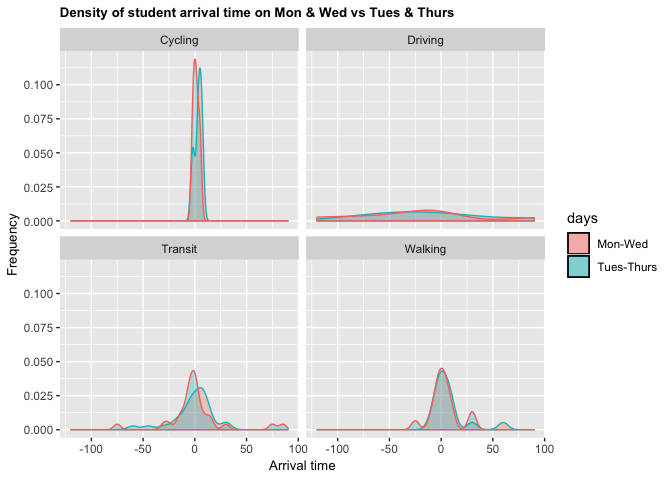 Density of student arrival time on Mon & Wed vs Tues & Thurs
Cycling
Driving
0.100
0.075
0.050
0.025
0.000
Transit
Walking
0.100
0.075
0.050
0.025
0.000
-100 -50 0 50 100
-100 -50 0 50 100
Arrival time
Frequency
days
Mon-Wed
Tues-Thurs